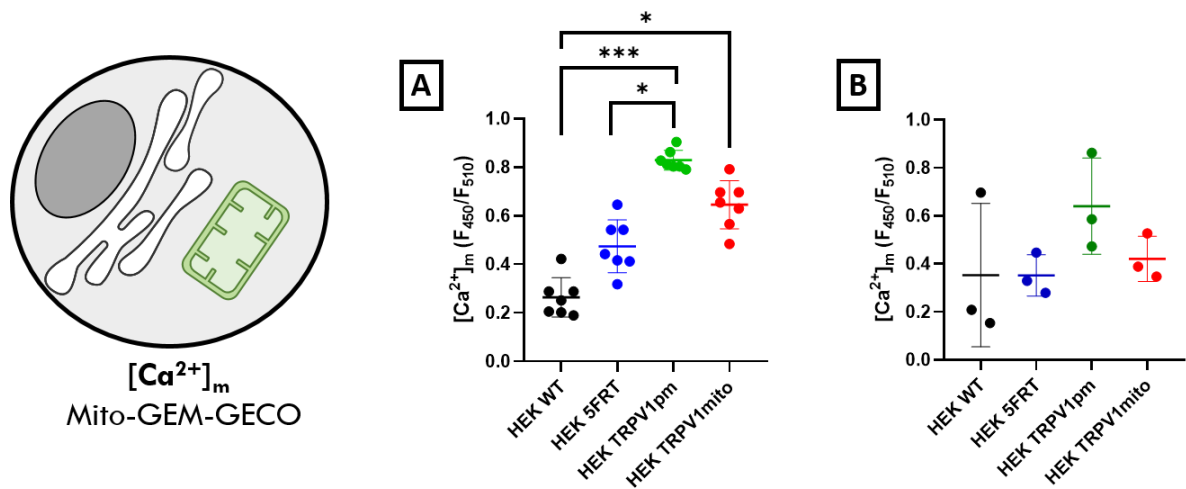 [Ca²⁺]ₘ
Mito-GEM-GECO
A
*
***
*
[Ca²⁺]ₘ (F₄₅₀/F₅₁₀)
1.0
0.8
0.6
0.4
0.2
0.0
HEK WT
HEK 5FRT
HEK TRPV1pm
HEK TRPV1mito
B
[Ca²⁺]ₘ (F₄₅₀/F₅₁₀)
1.0
0.8
0.6
0.4
0.2
0.0
HEK WT
HEK 5FRT
HEK TRPV1pm
HEK TRPV1mito